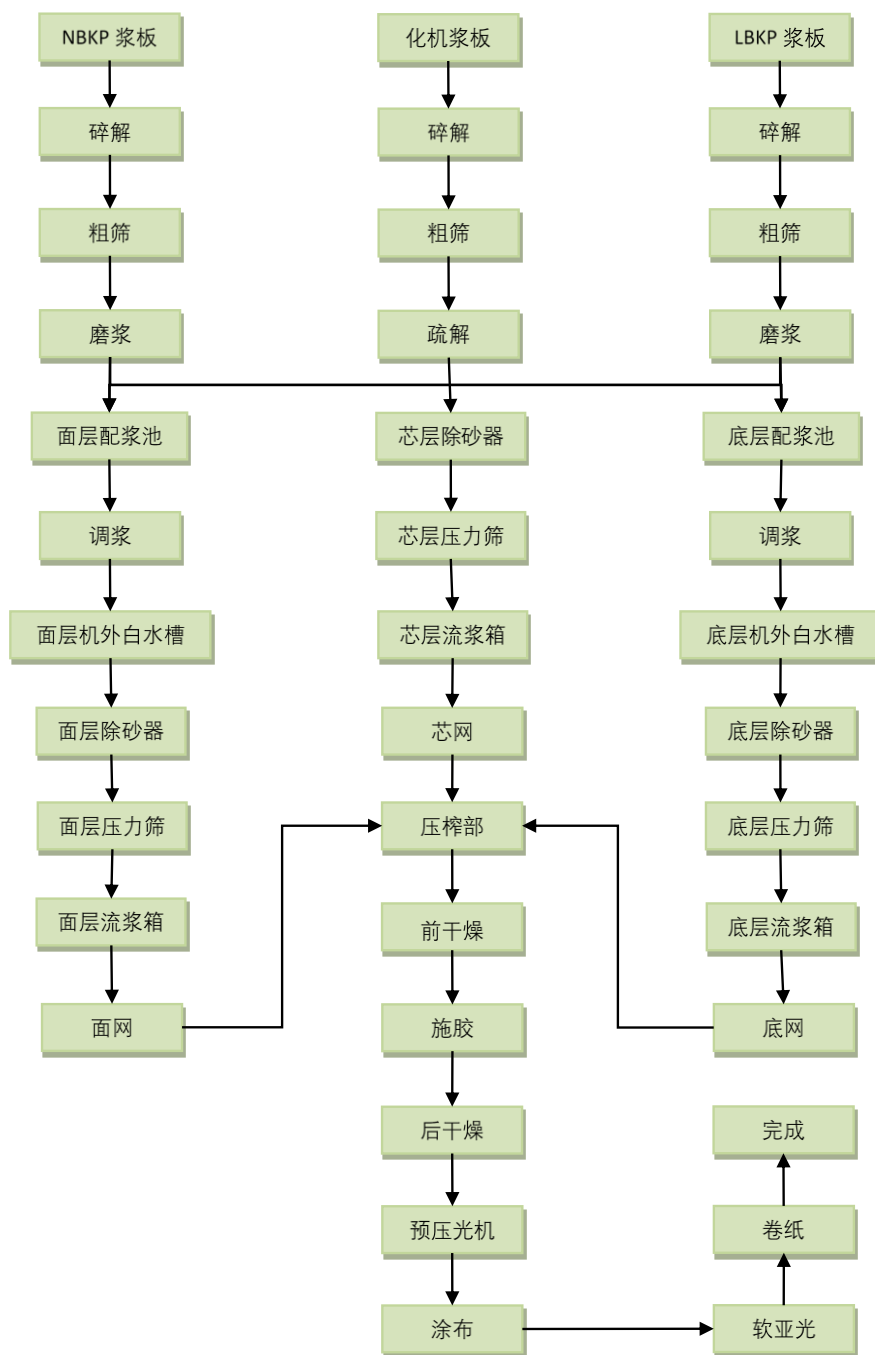 NBKP 浆板
化机浆板
LBKP 浆板
碎解
碎解
碎解
粗筛
粗筛
粗筛
磨浆
疏解
磨浆
面层配浆池
芯层除砂器
底层配浆池
调浆
芯层压力筛
调浆
面层机外白水槽
芯层流浆箱
底层机外白水槽
面层除砂器
芯网
底层除砂器
面层压力筛
压榨部
底层压力筛
面层流浆箱
前干燥
底层流浆箱
面网
施胶
底网
后干燥
完成
预压光机
卷纸
涂布
软亚光